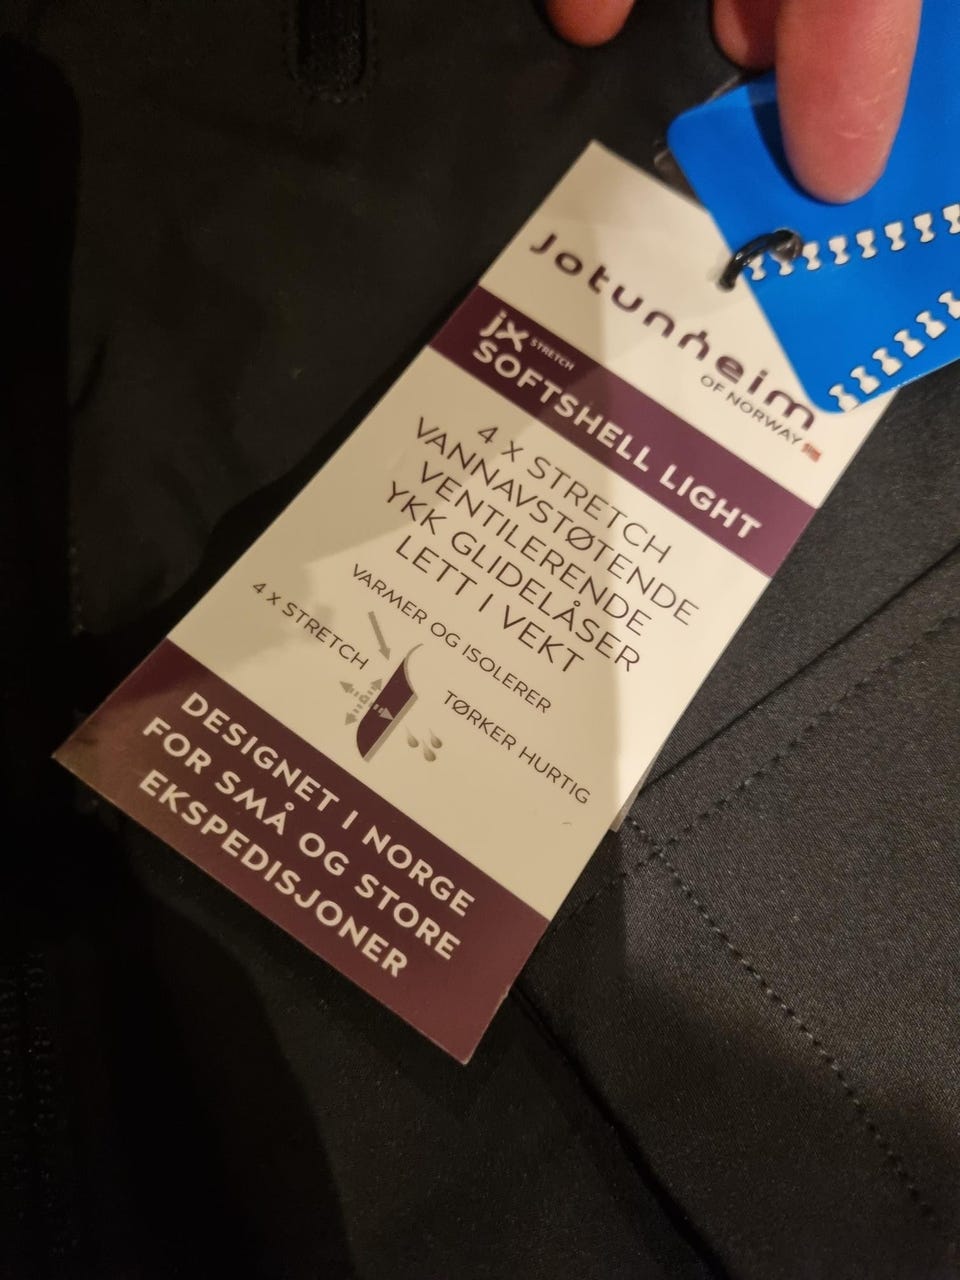 Jotunheim
OF NORWAY
jx STRETCH
SOFTSHELL LIGHT
4 X STRETCH
VANNAVSTØTENDE
VENTILERENDE
YKK GLIDELÅSER
LETT I VEKT
VARMER OG ISOLERER
4 X STRETCH
TØRKER HURTIG
DESIGNET I NORGE
FOR SMÅ OG STORE
EKSPEDISJONER